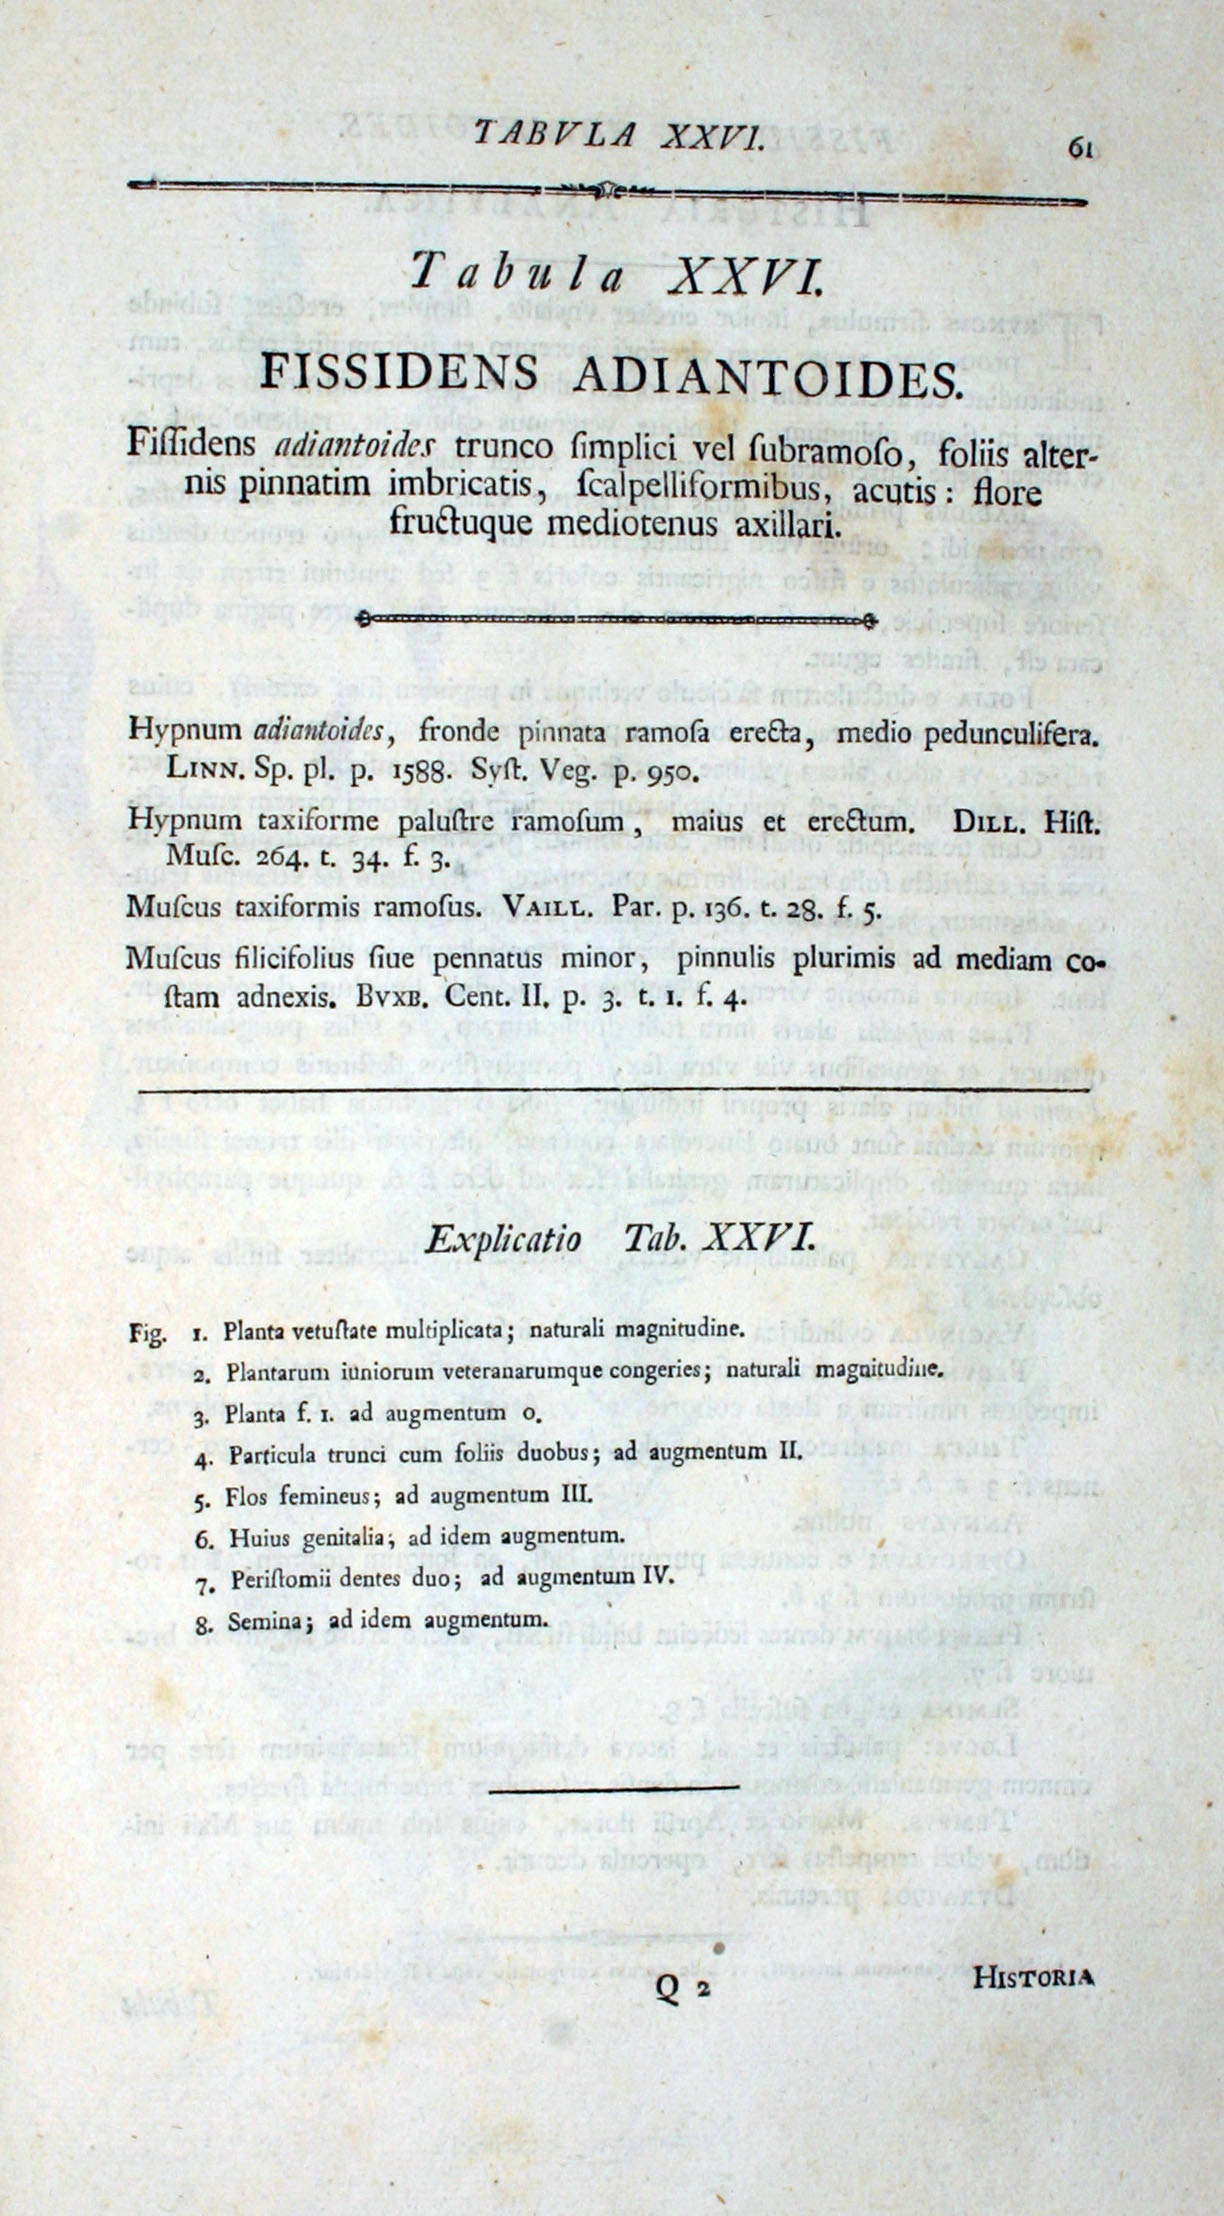 TABVLA XXVI.
61
Tabula XXVI.
FISSIDENS ADIANTOIDES.
Fiſſidens adiantoides trunco ſimplici vel ſubramoſo, foliis alter-
nis pinnatim imbricatis, ſcalpelliformibus, acutis: flore
fructuque mediotenus axillari.
Hypnum adiantoides, fronde pinnata ramoſa erecta, medio pedunculifera.
LINN. Sp. pl. p. 1588. Syſt. Veg. p. 950.
Hypnum taxiforme paluſtre ramoſum, maius et erectum. DILL. Hiſt.
Muſc. 264. t. 34. f. 3.
Muſcus taxiformis ramoſus. VAILL. Par. p. 136. t. 28. f. 5.
Muſcus filicifolius ſiue pennatus minor, pinnulis plurimis ad mediam co-
ſtam adnexis. BVXB. Cent. II. p. 3. t. 1. f. 4.
Explicatio Tab. XXVI.
Fig. 1. Planta vetuſtate multiplicata; naturali magnitudine.
2. Plantarum iuniorum veteranarumque congeries; naturali magnitudine.
3. Planta f. 1. ad augmentum 0.
4. Particula trunci cum foliis duobus; ad augmentum II.
5. Flos femineus; ad augmentum III.
6. Huius genitalia; ad idem augmentum.
7. Periſtomii dentes duo; ad augmentum IV.
8. Semina; ad idem augmentum.
Q 2
HISTORIA